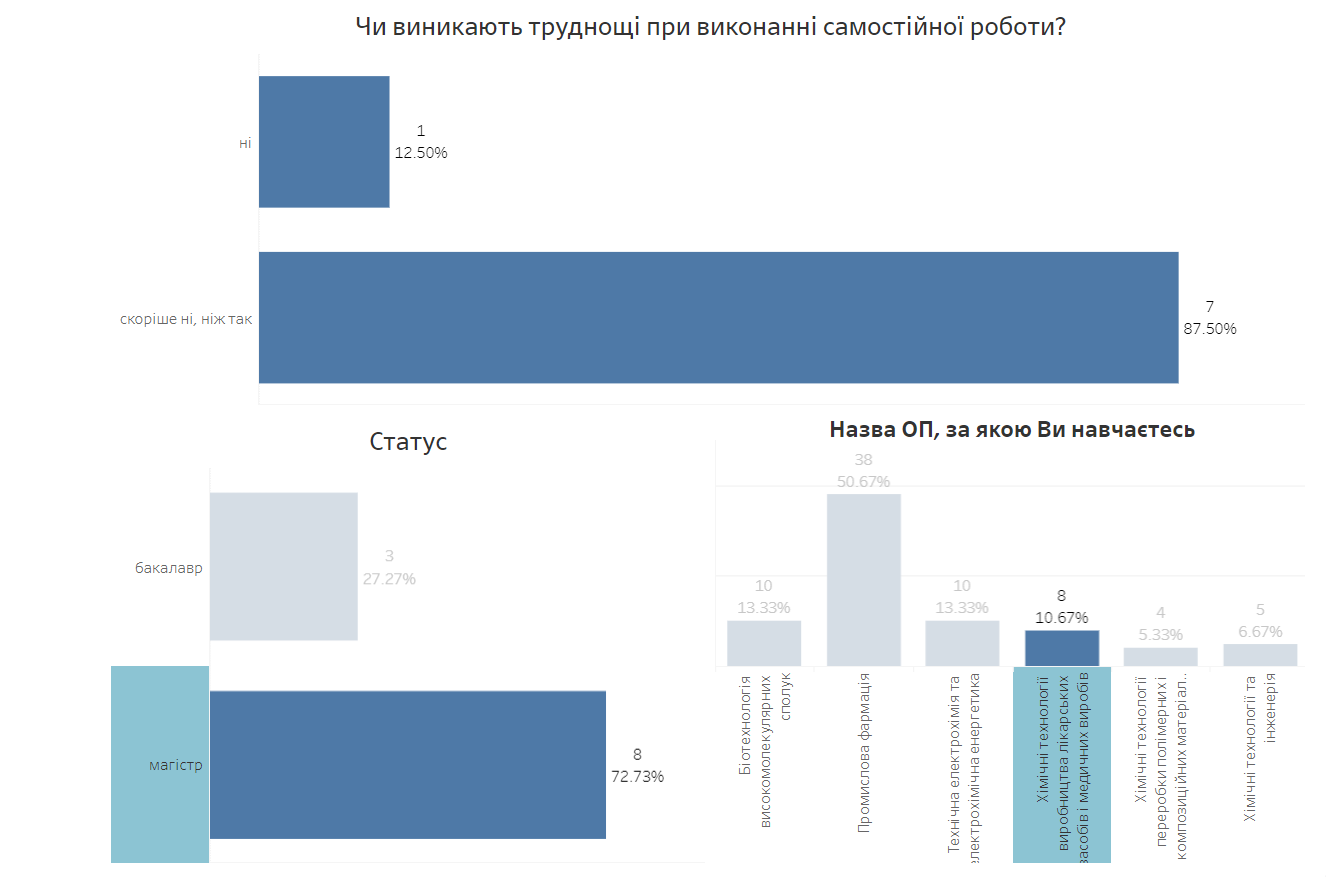 Чи виникають труднощі при виконанні самостійної роботи?
ні
1
12.50%
скоріше ні, ніж так
7
87.50%
Статус
бакалавр
3
27.27%
магістр
8
72.73%
Назва ОП, за якою Ви навчаєтесь
10
13.33%
38
50.67%
10
13.33%
8
10.67%
4
5.33%
5
6.67%
Біотехнологія
високомолекулярних
сполук
Промислова фармація
Технічна електрохімія та
електрохімічна енергетика
Хімічні технології
виробництва лікарських
засобів і медичних виробів
Хімічні технології
переробки полімерних і
композиційних матеріал..
Хімічні технології та
інженерія